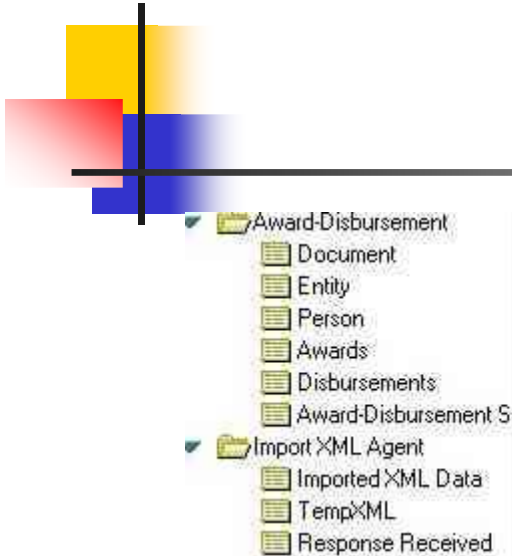 Award-Disbursement
Document
Entity
Person
Awards
Disbursements
Award-Disbursement S
Import XML Agent
Imported XML Data
TempXML
Response Received